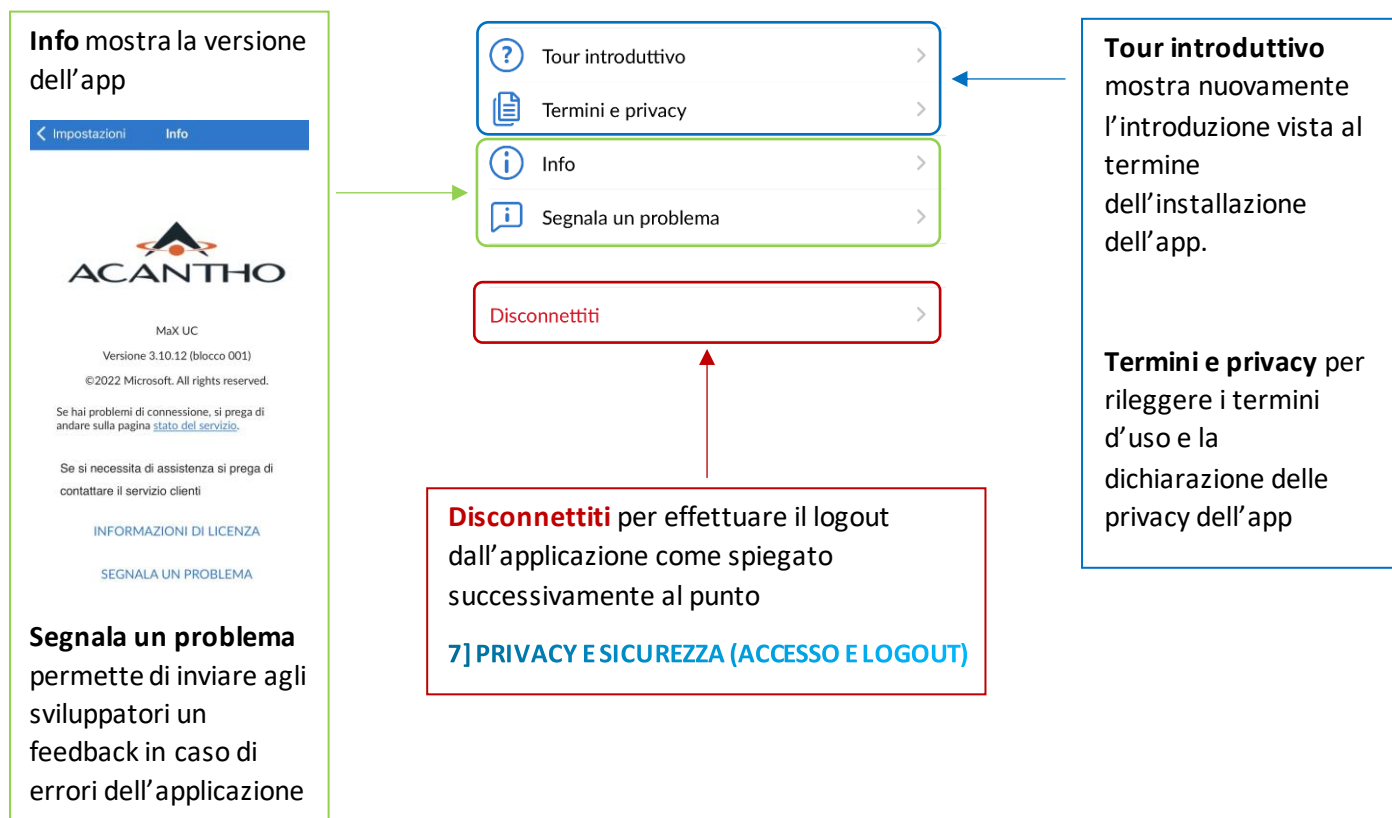 Info mostra la versione
dell'app
Impostazioni Info
ACANTHO
MaX UC
Versione 3.10.12 (blocco 001)
©2022 Microsoft. All rights reserved.
Se hai problemi di connessione, si prega di
andare sulla pagina stato del servizio.
Se si necessita di assistenza si prega di
contattare il servizio clienti
INFORMAZIONI DI LICENZA
SEGNALA UN PROBLEMA
Segnala un problema
permette di inviare agli
sviluppatori un
feedback in caso di
errori dell'applicazione
Tour introduttivo
Termini e privacy
Info
Segnala un problema
Disconnettiti
Disconnettiti per effettuare il logout
dall'applicazione come spiegato
successivamente al punto
7] PRIVACY E SICUREZZA (ACCESSO E LOGOUT)
Tour introduttivo
mostra nuovamente
l'introduzione vista al
termine
dell'installazione
dell'app.
Termini e privacy per
rileggere i termini
d'uso e la
dichiarazione delle
privacy dell'app